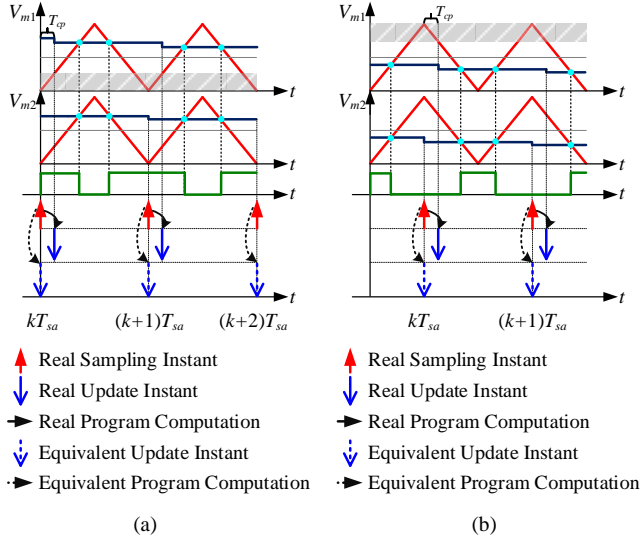 V_{m1} T_{cp} t
V_{m2} t
t
kT_{sa} (k+1)T_{sa} (k+2)T_{sa}
Real Sampling Instant
Real Update Instant
Real Program Computation
Equivalent Update Instant
Equivalent Program Computation
(a)
V_{m1} T_{cp} t
V_{m2} t
t
kT_{sa} (k+1)T_{sa}
Real Sampling Instant
Real Update Instant
Real Program Computation
Equivalent Update Instant
Equivalent Program Computation
(b)